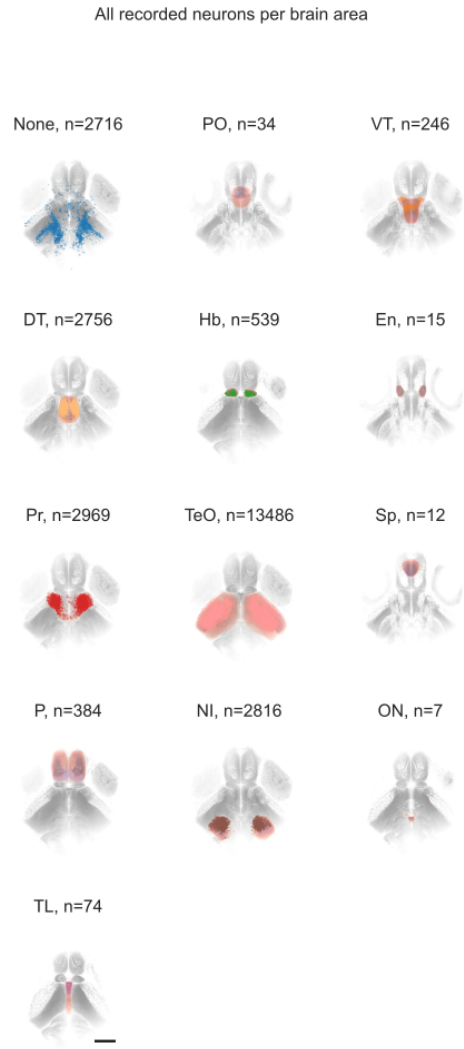 All recorded neurons per brain area
None, n=2716
PO, n=34
VT, n=246
DT, n=2756
Hb, n=539
En, n=15
Pr, n=2969
TeO, n=13486
Sp, n=12
P, n=384
NI, n=2816
ON, n=7
TL, n=74